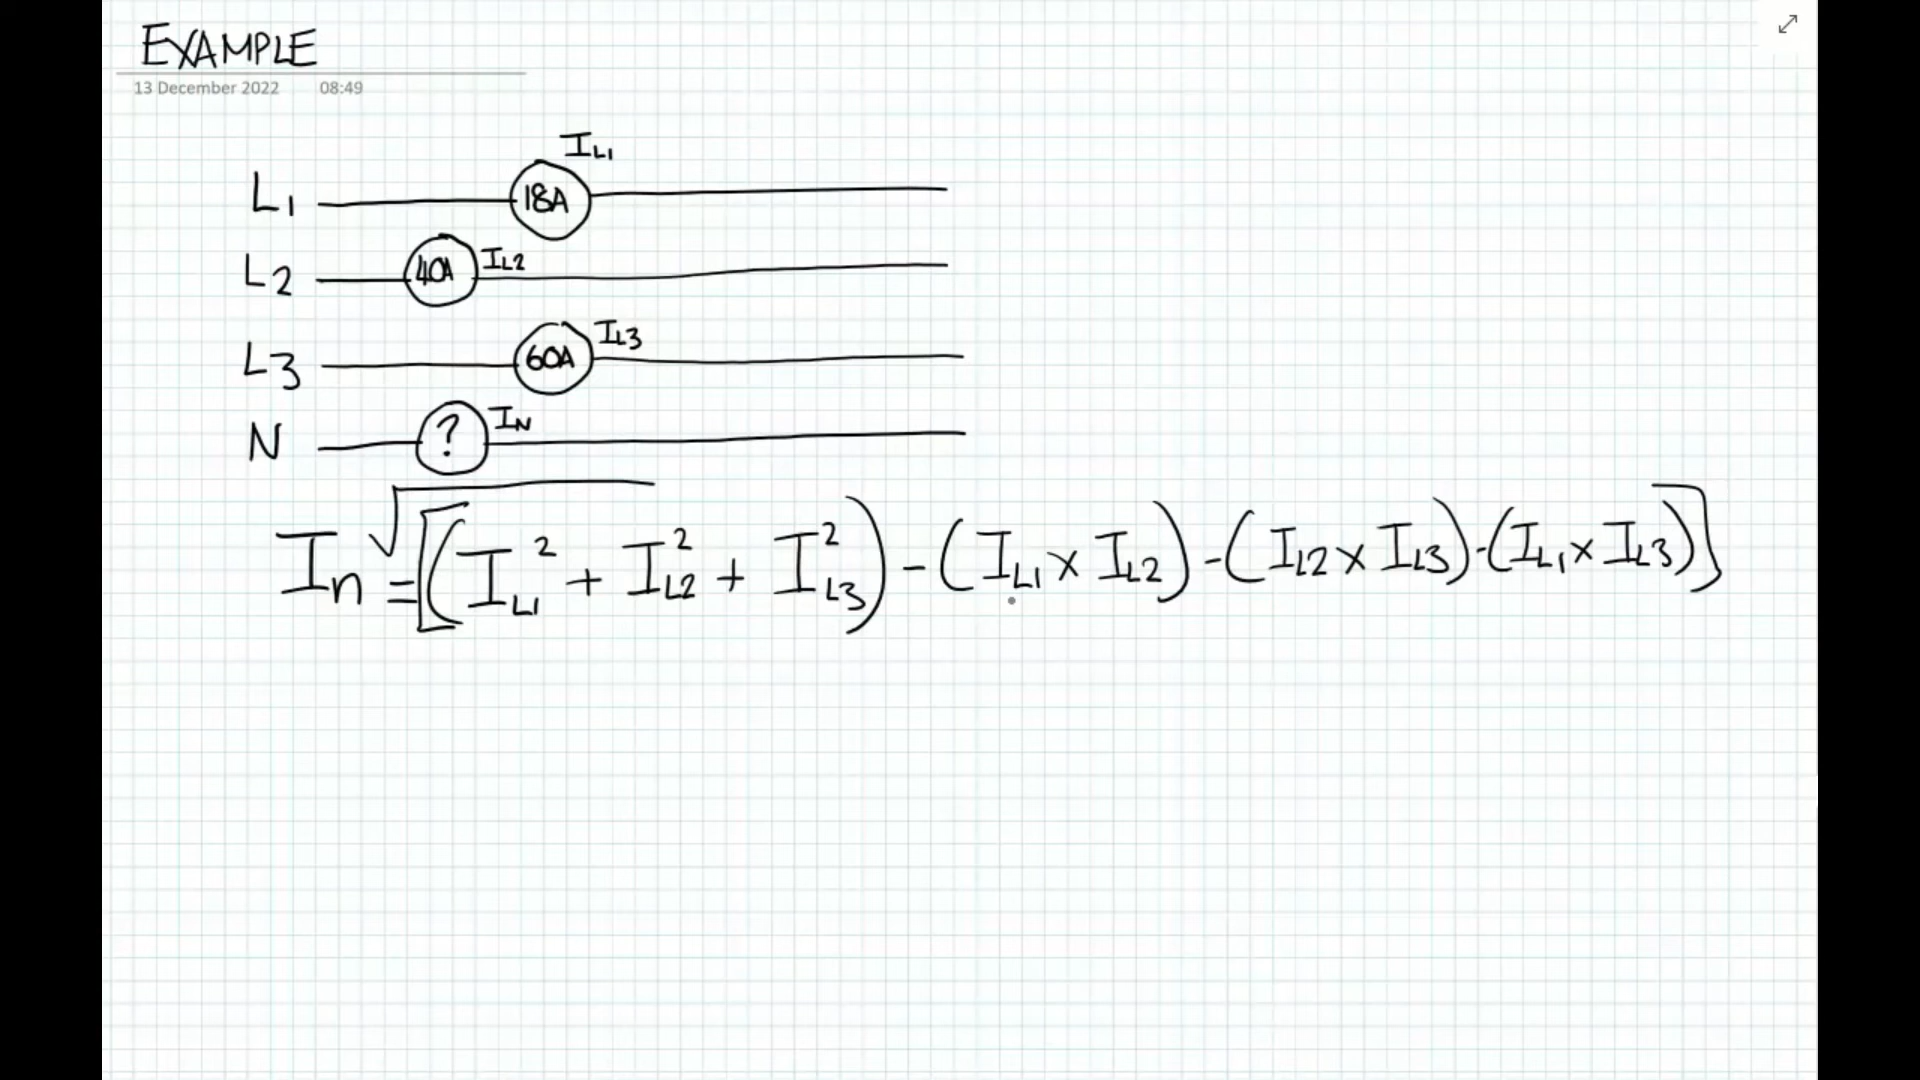 EXAMPLE
13 December 2022 08:49
IL1
L1 18A
L2 40A IL2
L3 60A IL3
N ? IN
In = √[(IL1² + IL2² + IL3²) - (IL1 × IL2) - (IL2 × IL3) - (IL1 × IL3)]